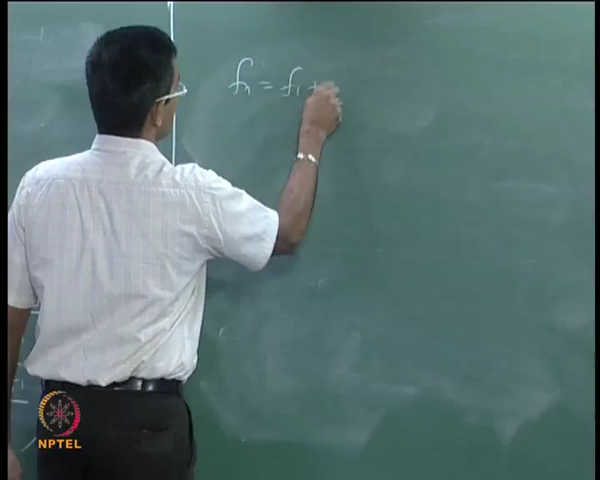 fn = f1 +
NPTEL